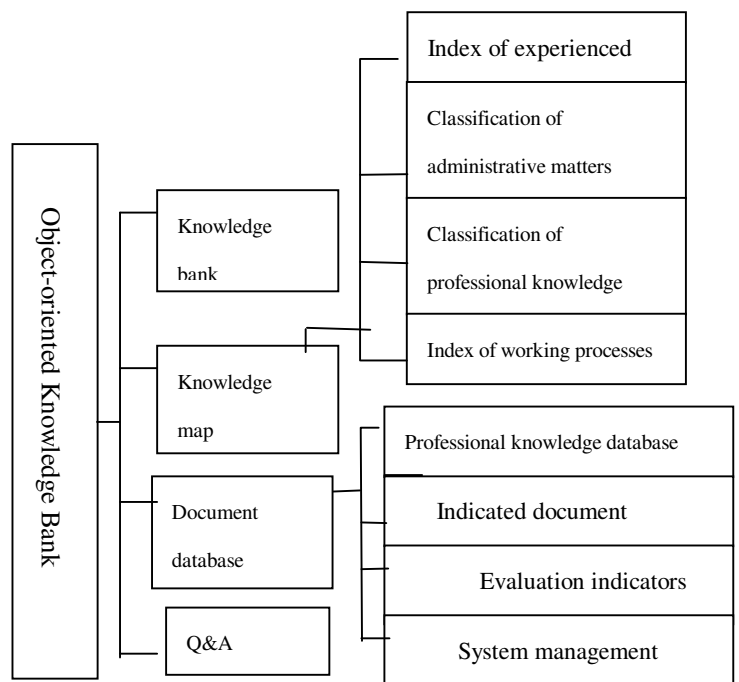 Object-oriented Knowledge Bank
Knowledge
bank
Knowledge
map
Document
database
Q&A
Index of experienced
Classification of
administrative matters
Classification of
professional knowledge
Index of working processes
Professional knowledge database
Indicated document
Evaluation indicators
System management